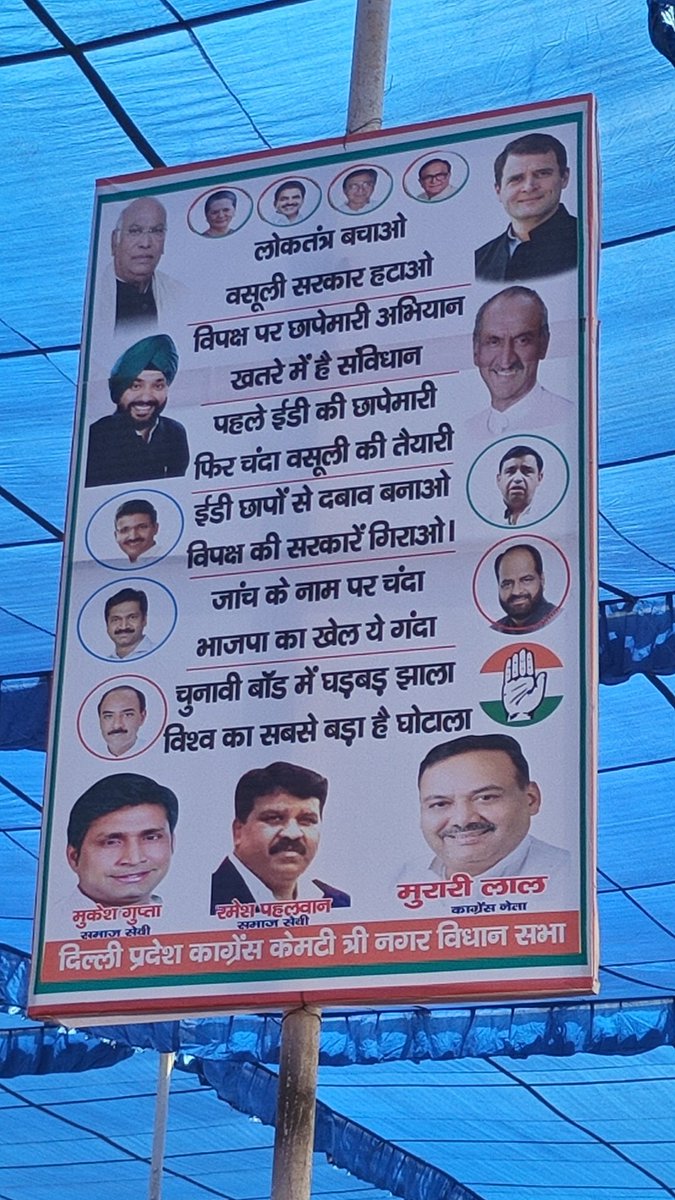 लोकतंत्र बचाओ
वसूली सरकार हटाओ
विपक्ष पर छापेमारी अभियान
खतरे में है संविधान
पहले ईडी की छापेमारी
फिर चंदा वसूली की तैयारी
ईडी छापों से दबाव बनाओ
विपक्ष की सरकारें गिराओ।
जांच के नाम पर चंदा
भाजपा का खेल ये गंदा
चुनावी बॉड में घड़बड़ झाला
विश्व का सबसे बड़ा है घोटाला
मुकेश गुप्ता
समाज सेवी
रमेश पहलवान
समाज सेवी
मुरारी लाल
काग्रेंस नेता
दिल्ली प्रदेश काग्रेंस केमटी त्री नगर विधान सभा